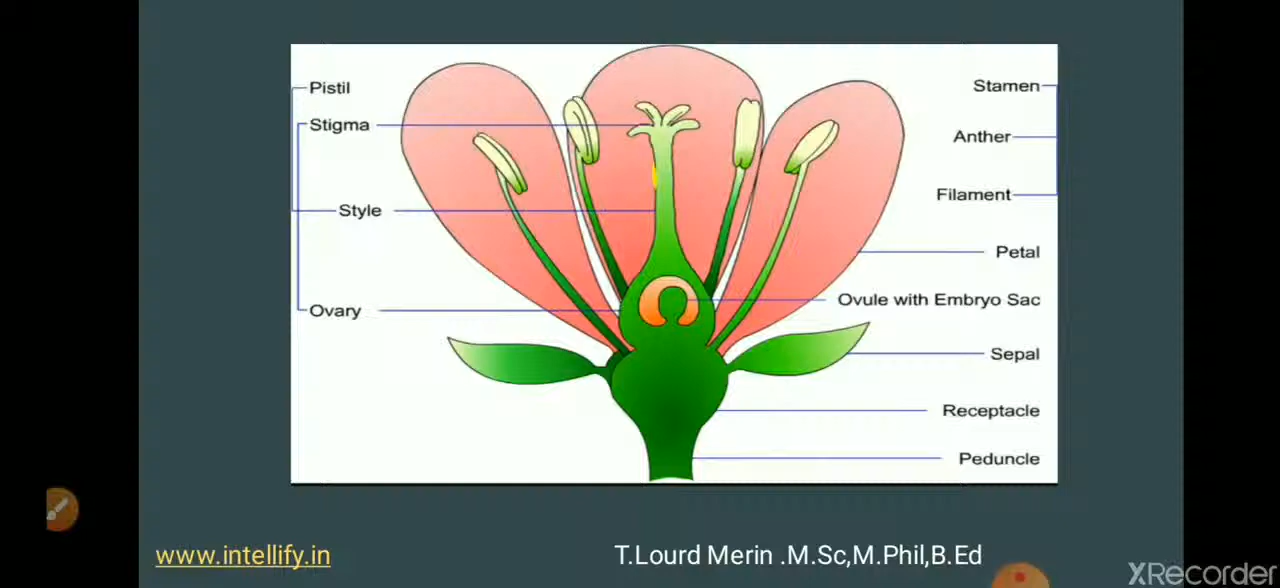 Pistil
Stigma
Style
Ovary
Stamen
Anther
Filament
Petal
Ovule with Embryo Sac
Sepal
Receptacle
Peduncle
www.intellify.in
T.Lourd Merin .M.Sc,M.Phil,B.Ed
XRecorder